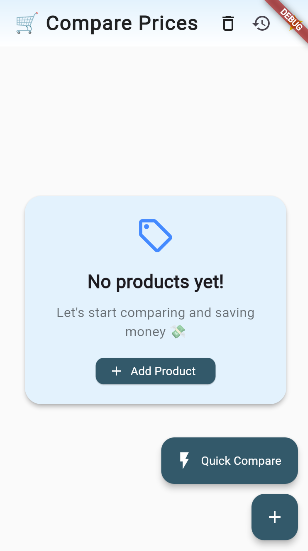 🛒 Compare Prices
DEBUG
No products yet!
Let's start comparing and saving
money 💸
+ Add Product
Quick Compare
+